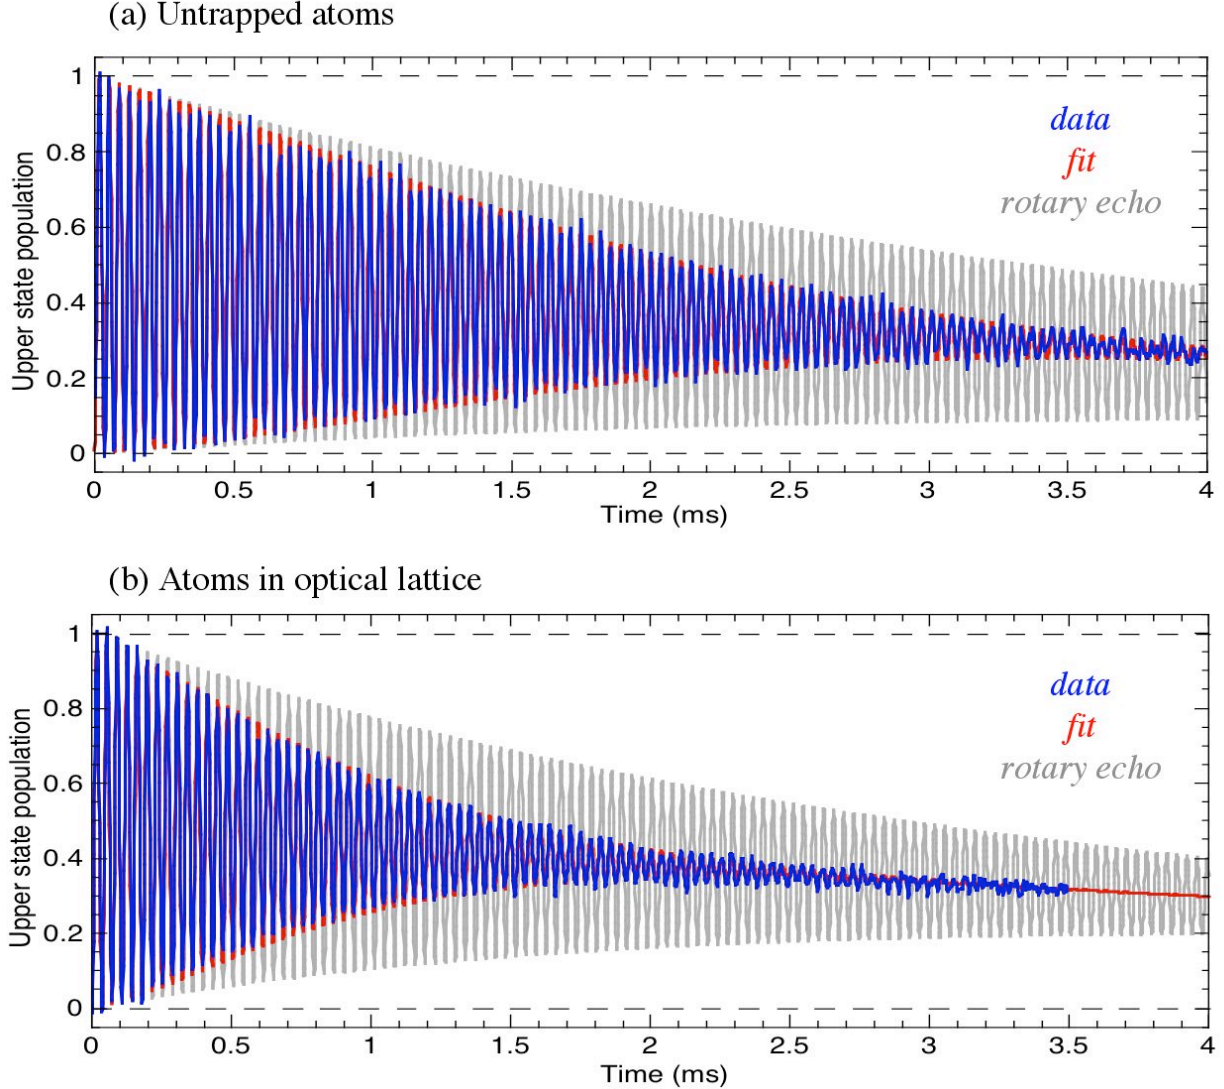 (a) Untrapped atoms
1
0.8
0.6
0.4
0.2
0
Upper state population
data
fit
rotary echo
0 0.5 1 1.5 2 2.5 3 3.5 4
Time (ms)
(b) Atoms in optical lattice
1
0.8
0.6
0.4
0.2
0
Upper state population
data
fit
rotary echo
0 0.5 1 1.5 2 2.5 3 3.5 4
Time (ms)